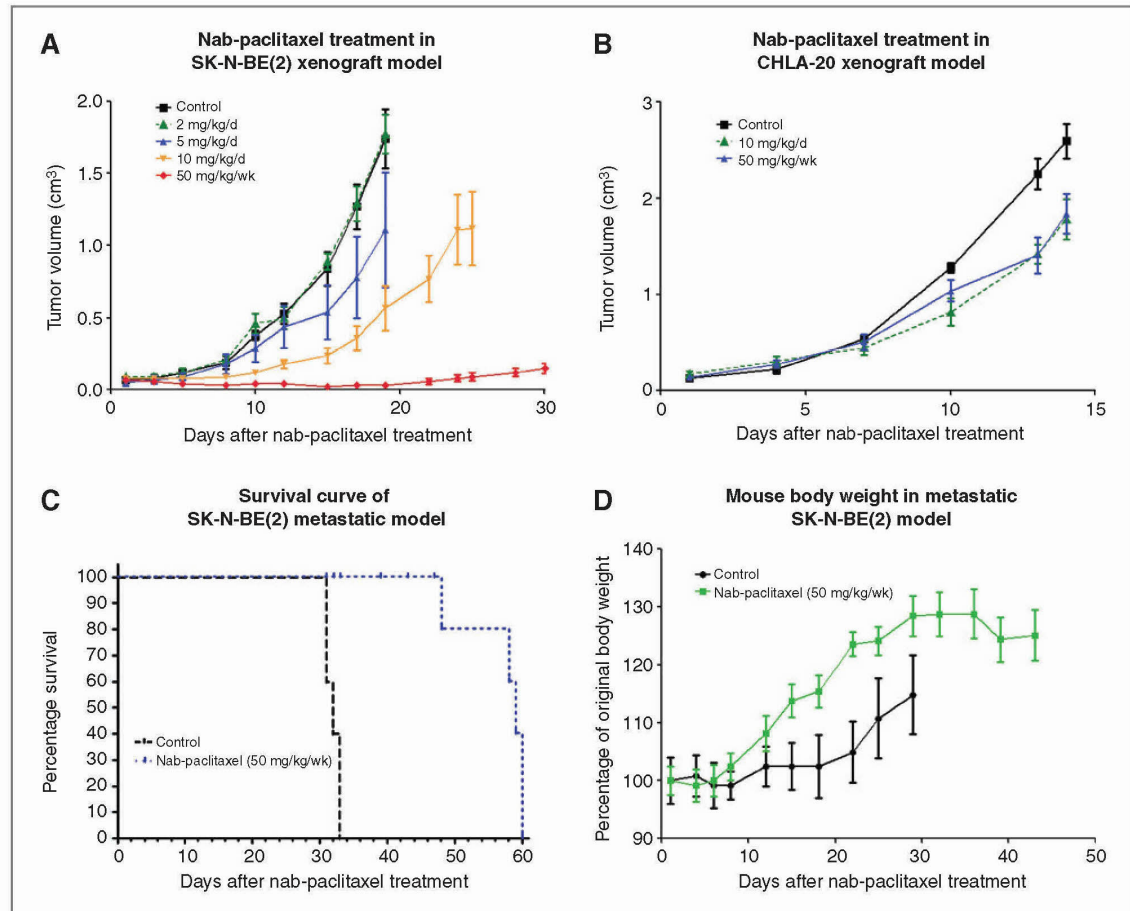 A
Nab-paclitaxel treatment in
SK-N-BE(2) xenograft model
Control
2 mg/kg/d
5 mg/kg/d
10 mg/kg/d
50 mg/kg/wk
Tumor volume (cm³)
2.0
1.5
1.0
0.5
0.0
0
10
20
30
Days after nab-paclitaxel treatment
B
Nab-paclitaxel treatment in
CHLA-20 xenograft model
Control
10 mg/kg/d
50 mg/kg/wk
Tumor volume (cm³)
3
2
1
0
0
5
10
15
Days after nab-paclitaxel treatment
C
Survival curve of
SK-N-BE(2) metastatic model
Percentage survival
100
90
80
70
60
50
40
30
20
10
0
Control
Nab-paclitaxel (50 mg/kg/wk)
0
10
20
30
40
50
60
Days after nab-paclitaxel treatment
D
Mouse body weight in metastatic
SK-N-BE(2) model
Percentage of original body weight
140
130
120
110
100
90
Control
Nab-paclitaxel (50 mg/kg/wk)
0
10
20
30
40
50
Days after nab-paclitaxel treatment